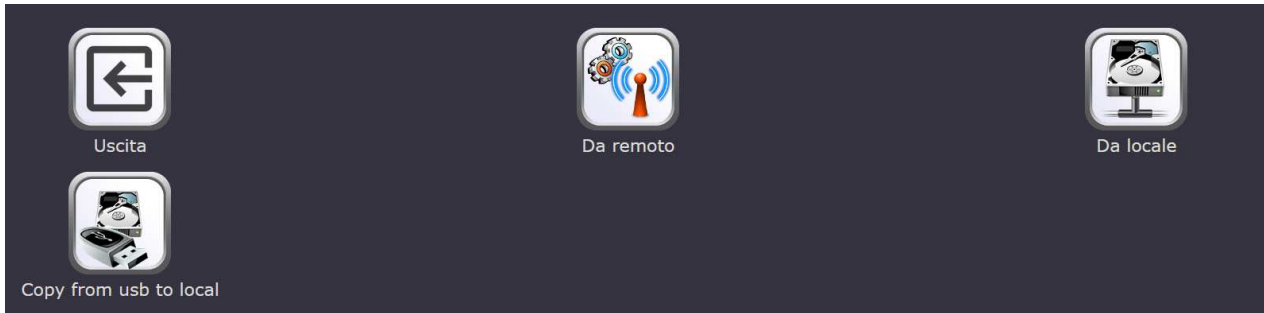 Uscita
Da remoto
Da locale
Copy from usb to local